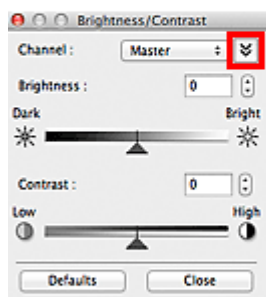 Brightness/Contrast
Channel : Master
Brightness : 0
Dark Bright
Contrast : 0
Low High
Defaults Close